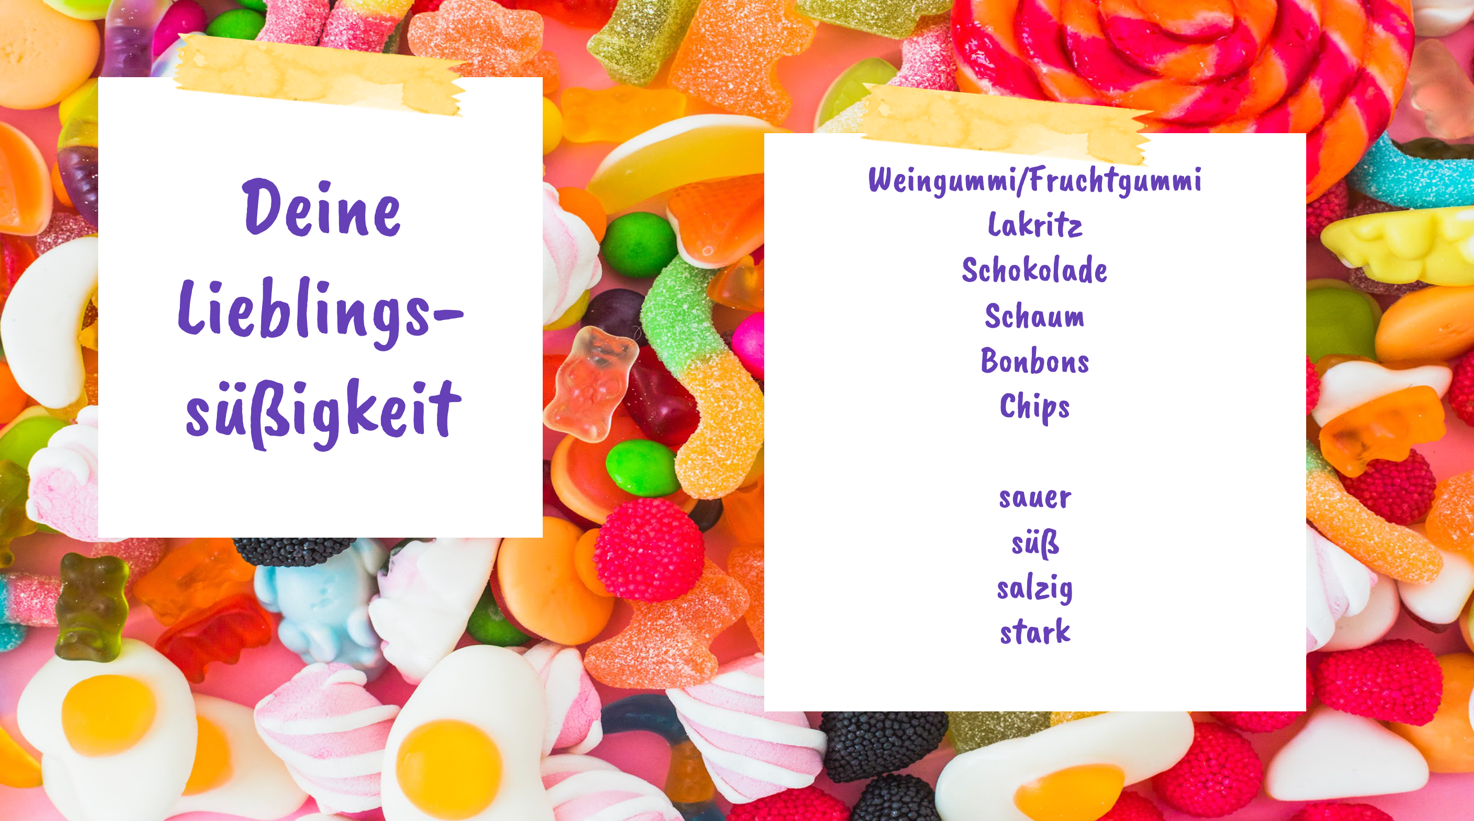 Deine
Lieblings-
süßigkeit
Weingummi/Fruchtgummi
Lakritz
Schokolade
Schaum
Bonbons
Chips
sauer
süß
salzig
stark